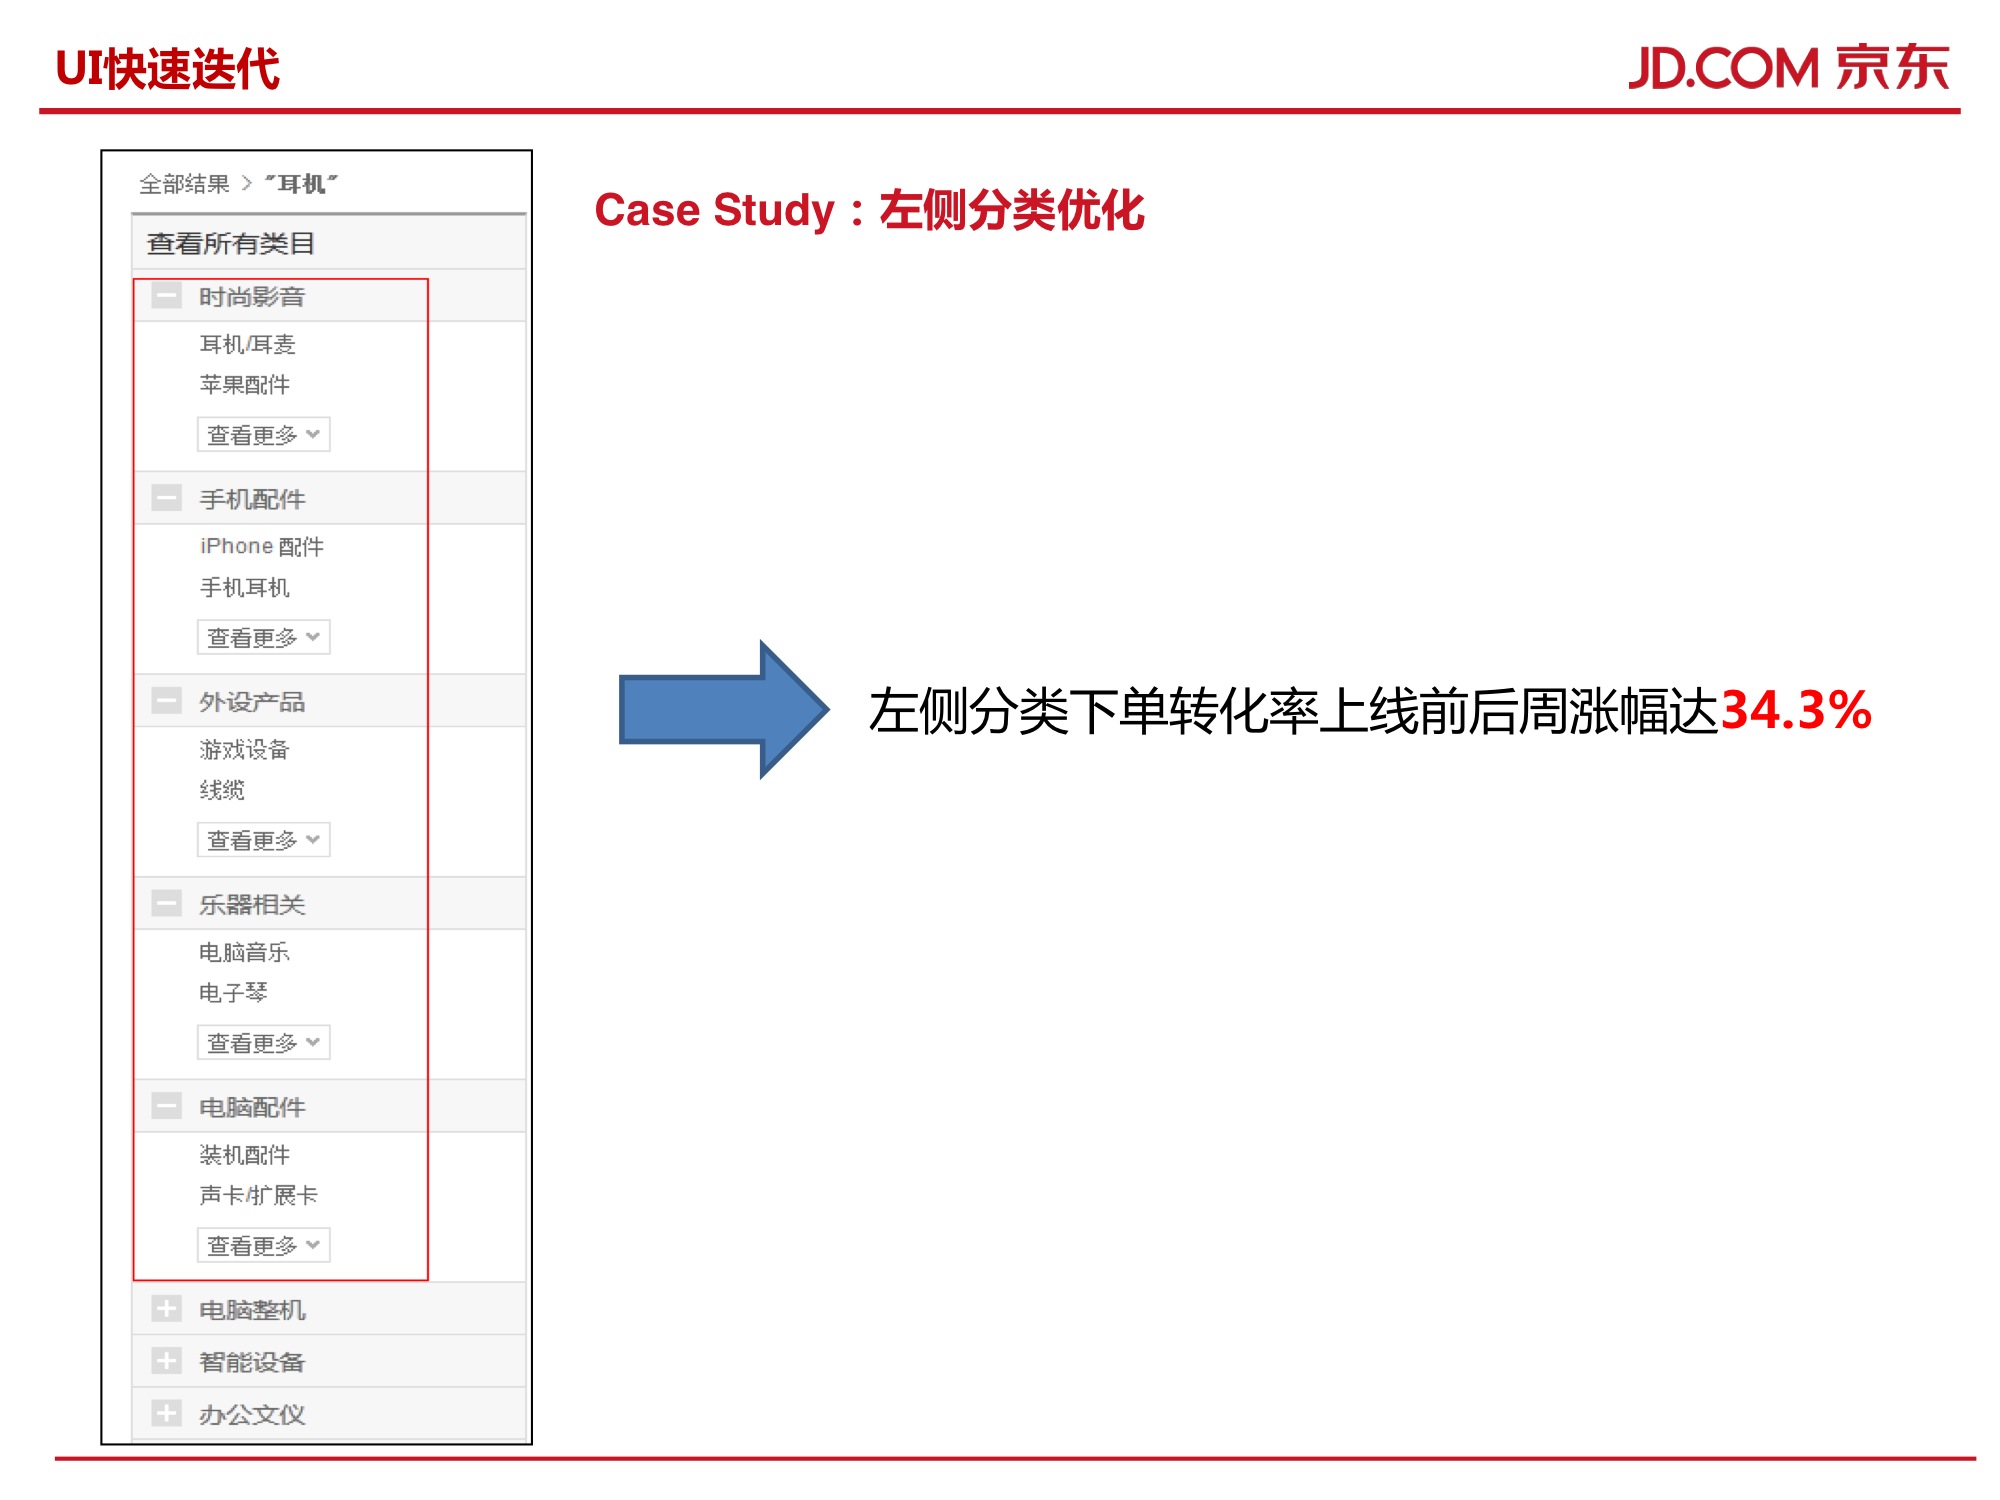 UI快速迭代
JD.COM 京东
全部结果 > "耳机"
查看所有类目
时尚影音
耳机/耳麦
苹果配件
查看更多
手机配件
iPhone 配件
手机耳机
查看更多
外设产品
游戏设备
线缆
查看更多
乐器相关
电脑音乐
电子琴
查看更多
电脑配件
装机配件
声卡/扩展卡
查看更多
电脑整机
智能设备
办公文仪
Case Study：左侧分类优化
左侧分类下单转化率上线前后周涨幅达34.3%